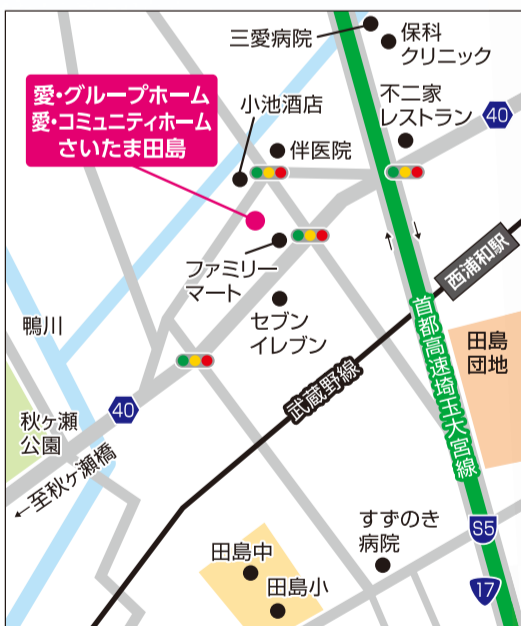 三愛病院
保科
クリニック
愛・グループホーム
愛・コミュニティホーム
さいたま田島
小池酒店
不二家
レストラン
40
伴医院
ファミリー
マート
西浦和駅
セブン
イレブン
鴨川
首都高速埼玉大宮線
田島
団地
武蔵野線
40
秋ヶ瀬
公園
←至秋ヶ瀬橋
すずのき
病院
S5
田島中
17
田島小